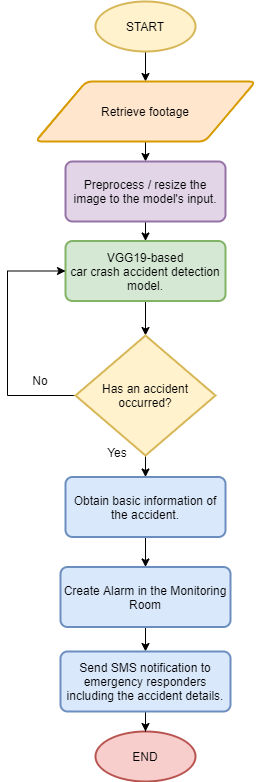 START
Retrieve footage
Preprocess / resize the
image to the model's input.
VGG19-based
car crash accident detection
model.
Has an accident
occurred?
No
Yes
Obtain basic information of
the accident.
Create Alarm in the Monitoring
Room
Send SMS notification to
emergency responders
including the accident details.
END